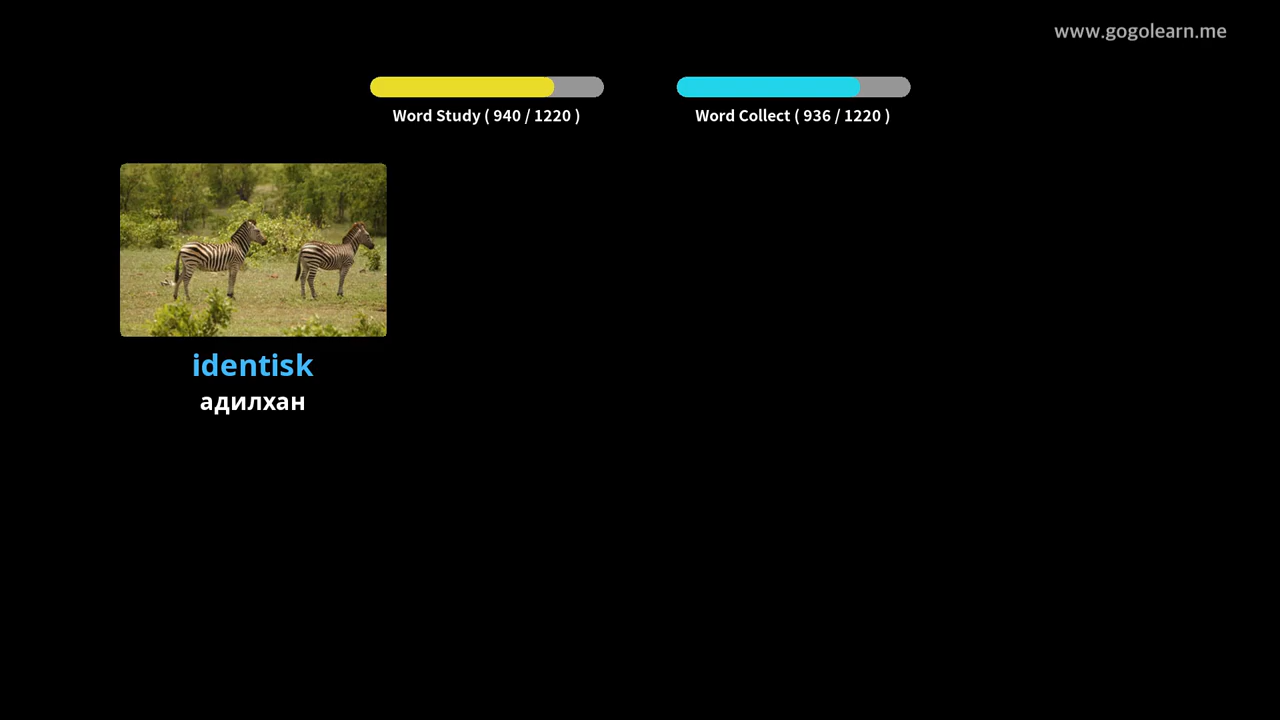 www.gogolearn.me
Word Study ( 940 / 1220 )
Word Collect ( 936 / 1220 )
identisk
адилхан